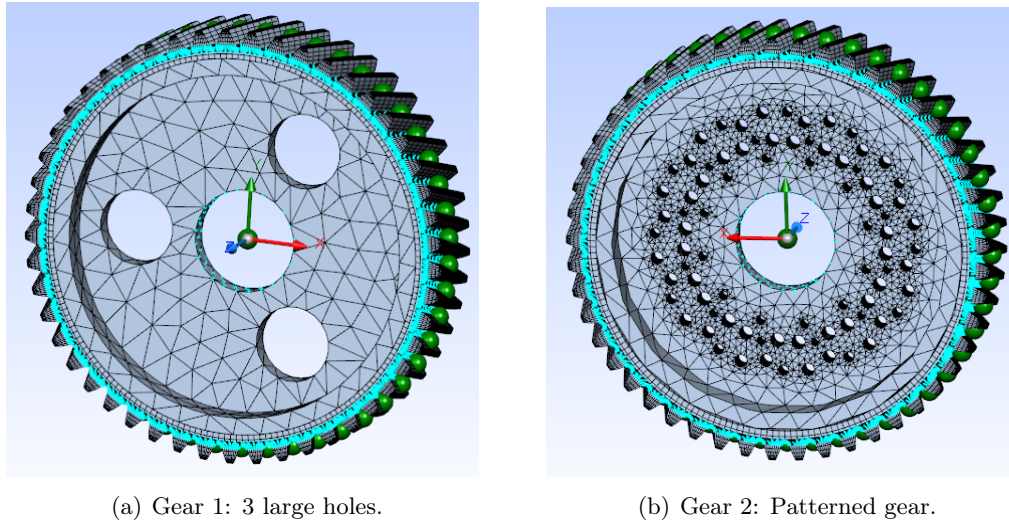 Y
X
Z
X
Z
(a) Gear 1: 3 large holes.
(b) Gear 2: Patterned gear.